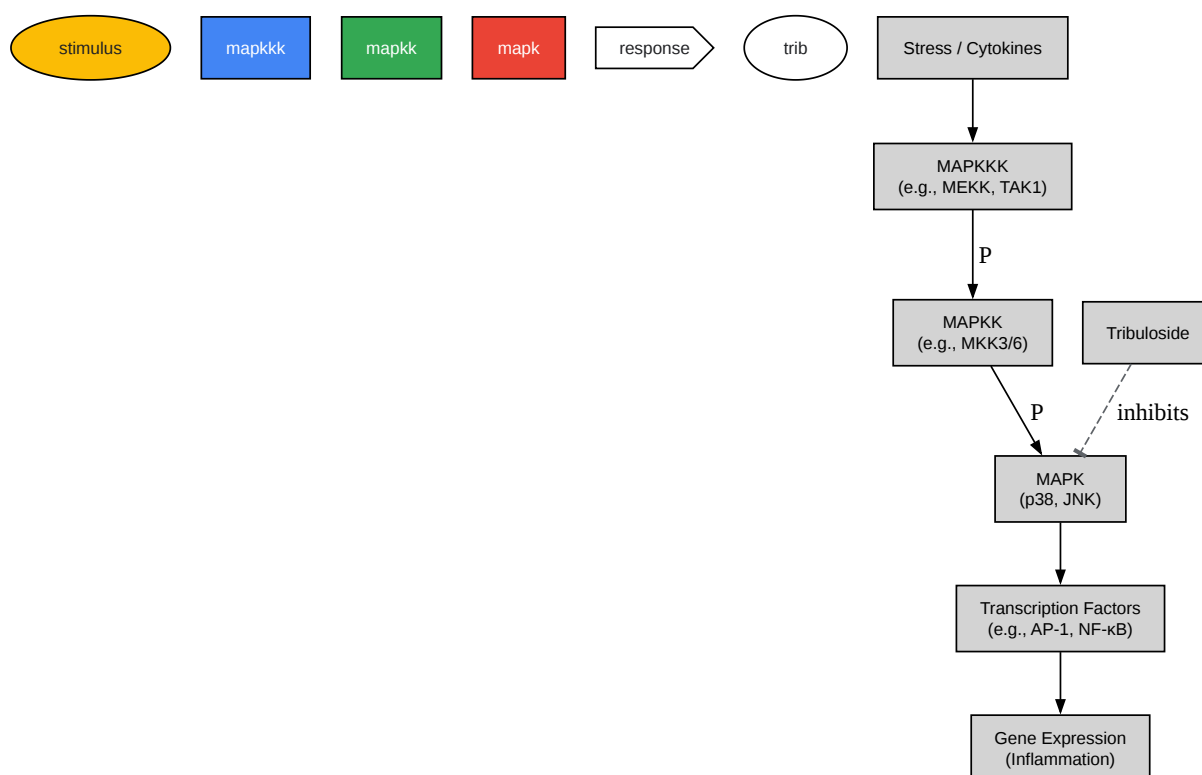 stimulus
mapkkk
mapkk
mapk
response
trib
Stress / Cytokines
MAPKKK
(e.g., MEKK, TAK1)
P
MAPKK
(e.g., MKK3/6)
Tribuloside
P
inhibits
MAPK
(p38, JNK)
Transcription Factors
(e.g., AP-1, NF-κB)
Gene Expression
(Inflammation)